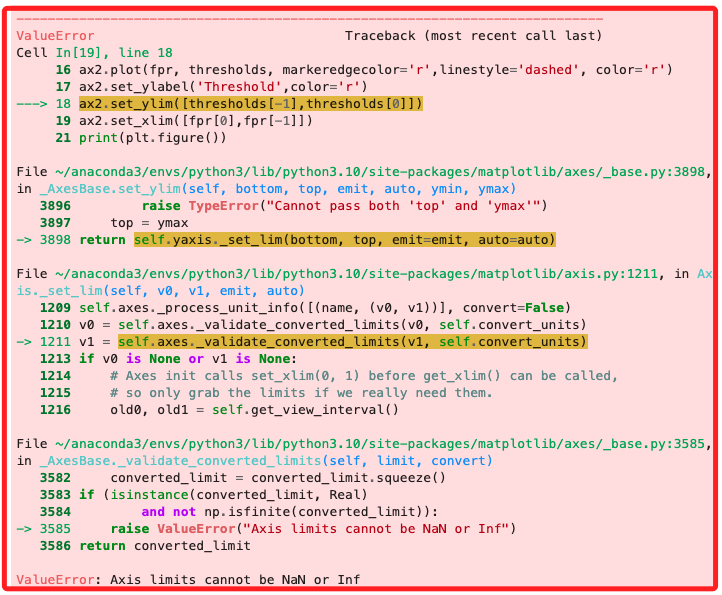 ---------------------------------------------------------------------------
ValueError                                Traceback (most recent call last)
Cell In[19], line 18
     16 ax2.plot(fpr, thresholds, markeredgecolor='r',linestyle='dashed', color='r')
     17 ax2.set_ylabel('Threshold',color='r')
---> 18 ax2.set_ylim([thresholds[-1],thresholds[0]])
     19 ax2.set_xlim([fpr[0],fpr[-1]])
     21 print(plt.figure())
File ~/anaconda3/envs/python3/lib/python3.10/site-packages/matplotlib/axes/_base.py:3898,
in _AxesBase.set_ylim(self, bottom, top, emit, auto, ymin, ymax)
   3896         raise TypeError("Cannot pass both 'top' and 'ymax'")
   3897     top = ymax
-> 3898 return self.yaxis._set_lim(bottom, top, emit=emit, auto=auto)
File ~/anaconda3/envs/python3/lib/python3.10/site-packages/matplotlib/axis.py:1211, in Ax
is._set_lim(self, v0, v1, emit, auto)
   1209 self.axes._process_unit_info([(name, (v0, v1))], convert=False)
   1210 v0 = self.axes._validate_converted_limits(v0, self.convert_units)
-> 1211 v1 = self.axes._validate_converted_limits(v1, self.convert_units)
   1213 if v0 is None or v1 is None:
   1214     # Axes init calls set_xlim(0, 1) before get_xlim() can be called,
   1215     # so only grab the limits if we really need them.
   1216     old0, old1 = self.get_view_interval()
File ~/anaconda3/envs/python3/lib/python3.10/site-packages/matplotlib/axes/_base.py:3585,
in _AxesBase._validate_converted_limits(self, limit, convert)
   3582     converted_limit = converted_limit.squeeze()
   3583 if (isinstance(converted_limit, Real)
   3584         and not np.isfinite(converted_limit)):
-> 3585     raise ValueError("Axis limits cannot be NaN or Inf")
   3586 return converted_limit
ValueError: Axis limits cannot be NaN or Inf